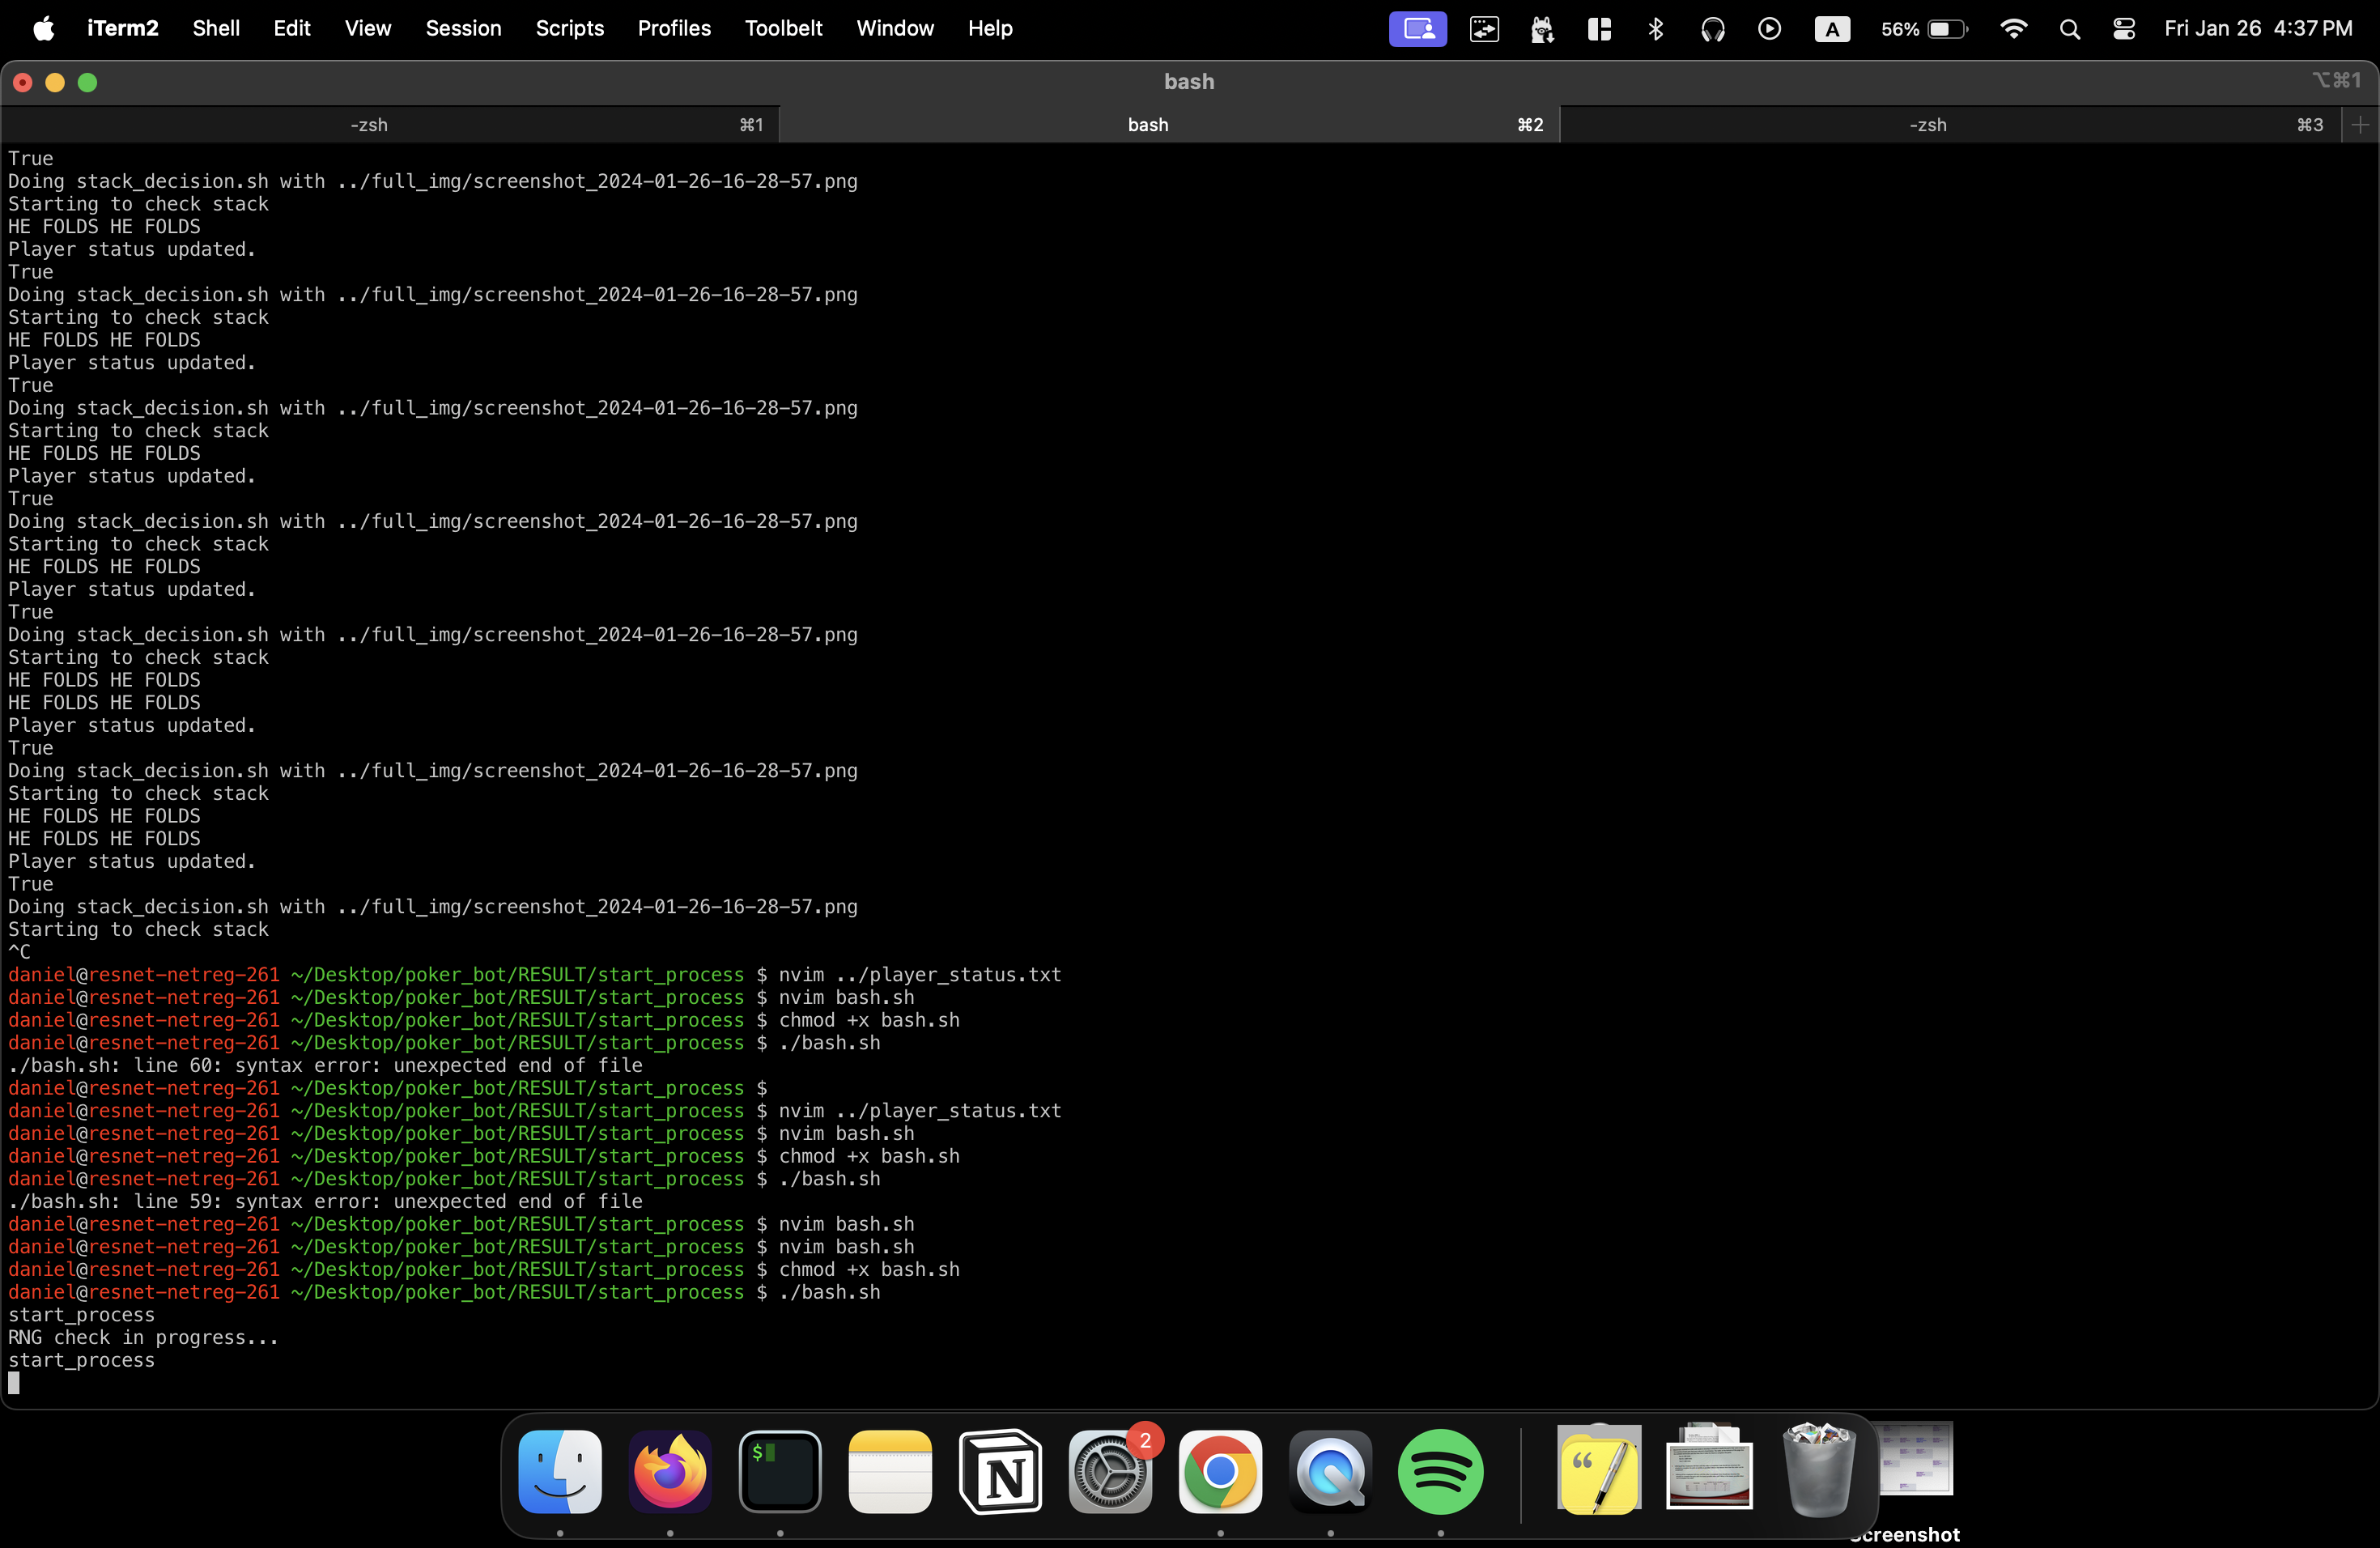 iTerm2 Shell Edit View Session Scripts Profiles Toolbelt Window Help A 56% Fri Jan 26 4:37 PM
bash ⌥⌘1
-zsh ⌘1 bash ⌘2 -zsh ⌘3
True
Doing stack_decision.sh with ../full_img/screenshot_2024-01-26-16-28-57.png
Starting to check stack
HE FOLDS HE FOLDS
Player status updated.
True
Doing stack_decision.sh with ../full_img/screenshot_2024-01-26-16-28-57.png
Starting to check stack
HE FOLDS HE FOLDS
Player status updated.
True
Doing stack_decision.sh with ../full_img/screenshot_2024-01-26-16-28-57.png
Starting to check stack
HE FOLDS HE FOLDS
Player status updated.
True
Doing stack_decision.sh with ../full_img/screenshot_2024-01-26-16-28-57.png
Starting to check stack
HE FOLDS HE FOLDS
Player status updated.
True
Doing stack_decision.sh with ../full_img/screenshot_2024-01-26-16-28-57.png
Starting to check stack
HE FOLDS HE FOLDS
HE FOLDS HE FOLDS
Player status updated.
True
Doing stack_decision.sh with ../full_img/screenshot_2024-01-26-16-28-57.png
Starting to check stack
HE FOLDS HE FOLDS
HE FOLDS HE FOLDS
Player status updated.
True
Doing stack_decision.sh with ../full_img/screenshot_2024-01-26-16-28-57.png
Starting to check stack
^C
daniel@resnet-netreg-261 ~/Desktop/poker_bot/RESULT/start_process $ nvim ../player_status.txt
daniel@resnet-netreg-261 ~/Desktop/poker_bot/RESULT/start_process $ nvim bash.sh
daniel@resnet-netreg-261 ~/Desktop/poker_bot/RESULT/start_process $ chmod +x bash.sh
daniel@resnet-netreg-261 ~/Desktop/poker_bot/RESULT/start_process $ ./bash.sh
./bash.sh: line 60: syntax error: unexpected end of file
daniel@resnet-netreg-261 ~/Desktop/poker_bot/RESULT/start_process $
daniel@resnet-netreg-261 ~/Desktop/poker_bot/RESULT/start_process $ nvim ../player_status.txt
daniel@resnet-netreg-261 ~/Desktop/poker_bot/RESULT/start_process $ nvim bash.sh
daniel@resnet-netreg-261 ~/Desktop/poker_bot/RESULT/start_process $ chmod +x bash.sh
daniel@resnet-netreg-261 ~/Desktop/poker_bot/RESULT/start_process $ ./bash.sh
./bash.sh: line 59: syntax error: unexpected end of file
daniel@resnet-netreg-261 ~/Desktop/poker_bot/RESULT/start_process $ nvim bash.sh
daniel@resnet-netreg-261 ~/Desktop/poker_bot/RESULT/start_process $ nvim bash.sh
daniel@resnet-netreg-261 ~/Desktop/poker_bot/RESULT/start_process $ chmod +x bash.sh
daniel@resnet-netreg-261 ~/Desktop/poker_bot/RESULT/start_process $ ./bash.sh
start_process
RNG check in progress...
start_process
2
$
N
Screenshot